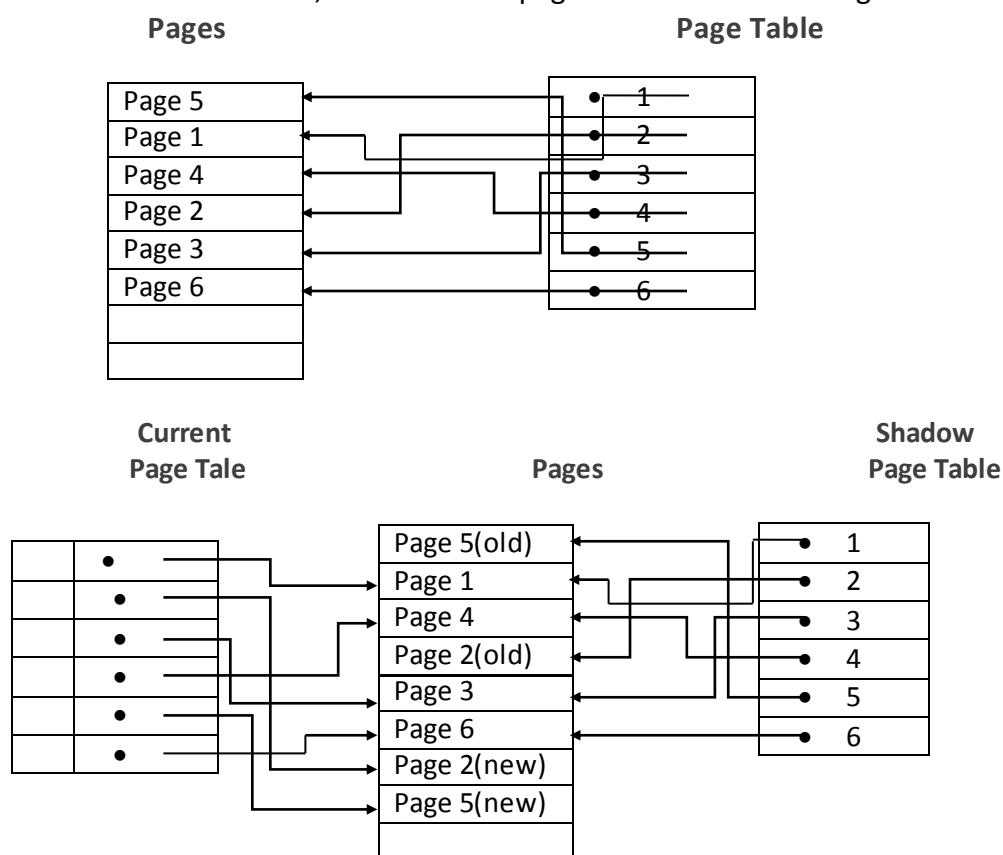 Pages
Page Table
Page 5
Page 1
Page 4
Page 2
Page 3
Page 6
1
2
3
4
5
6
Current
Page Tale
Pages
Shadow
Page Table
Page 5(old)
Page 1
Page 4
Page 2(old)
Page 3
Page 6
Page 2(new)
Page 5(new)
1
2
3
4
5
6